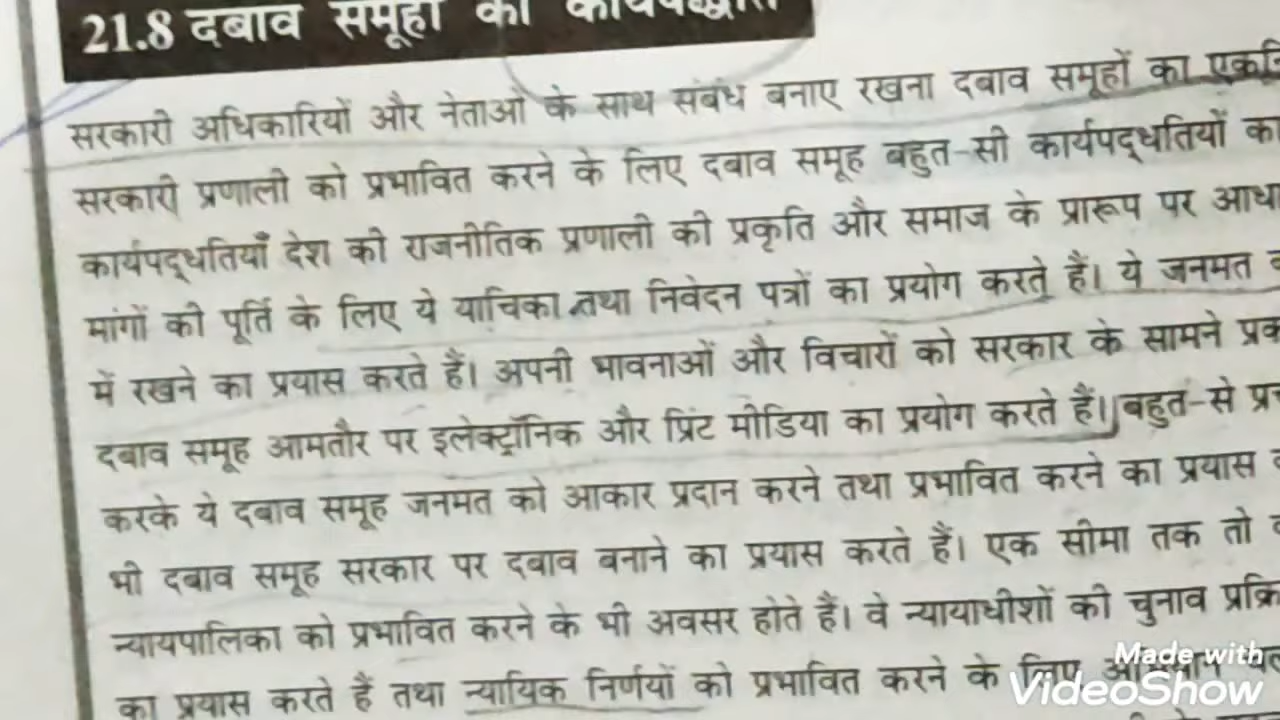 21.8 दबाव समूहों की
सरकारी अधिकारियों और नेताओं के साथ संबंध बनाए रखना दबाव समूहों का
सरकारी प्रणाली को प्रभावित करने के लिए दबाव समूह बहुत-सी कार्यपद्धतियों का
कार्यपद्धतियाँ देश की राजनीतिक प्रणाली की प्रकृति और समाज के प्रारूप पर
मांगों की पूर्ति के लिए ये याचिका तथा निवेदन पत्रों का प्रयोग करते हैं। ये जनमत
में रखने का प्रयास करते हैं। अपनी भावनाओं और विचारों को सरकार के सामने
दबाव समूह आमतौर पर इलेक्ट्रॉनिक और प्रिंट मीडिया का प्रयोग करते हैं। बहुत-से
करके ये दबाव समूह जनमत को आकार प्रदान करने तथा प्रभावित करने का प्रयास
भी दबाव समूह सरकार पर दबाव बनाने का प्रयास करते हैं। एक सीमा तक तो
न्यायपालिका को प्रभावित करने के भी अवसर होते हैं। वे न्यायाधीशों की चुनाव
का प्रयास करते हैं तथा न्यायिक निर्णयों को प्रभावित करने के लिए
Made with
VideoShow